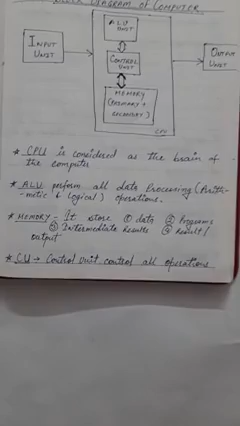 BLOCK DIAGRAM OF COMPUTER
ALU
UNIT
INPUT
UNIT
CONTROL
UNIT
OUTPUT
UNIT
MEMORY
(PRIMARY +
SECONDARY)
CPU
* CPU is considered as the brain of
the computer
* ALU perform all data Processing (Arith-
-metic & Logical) operations.
* MEMORY - It store ① data ② Programs
③ Intermediate Results ④ Result/
output
* CU → Control Unit control all operations